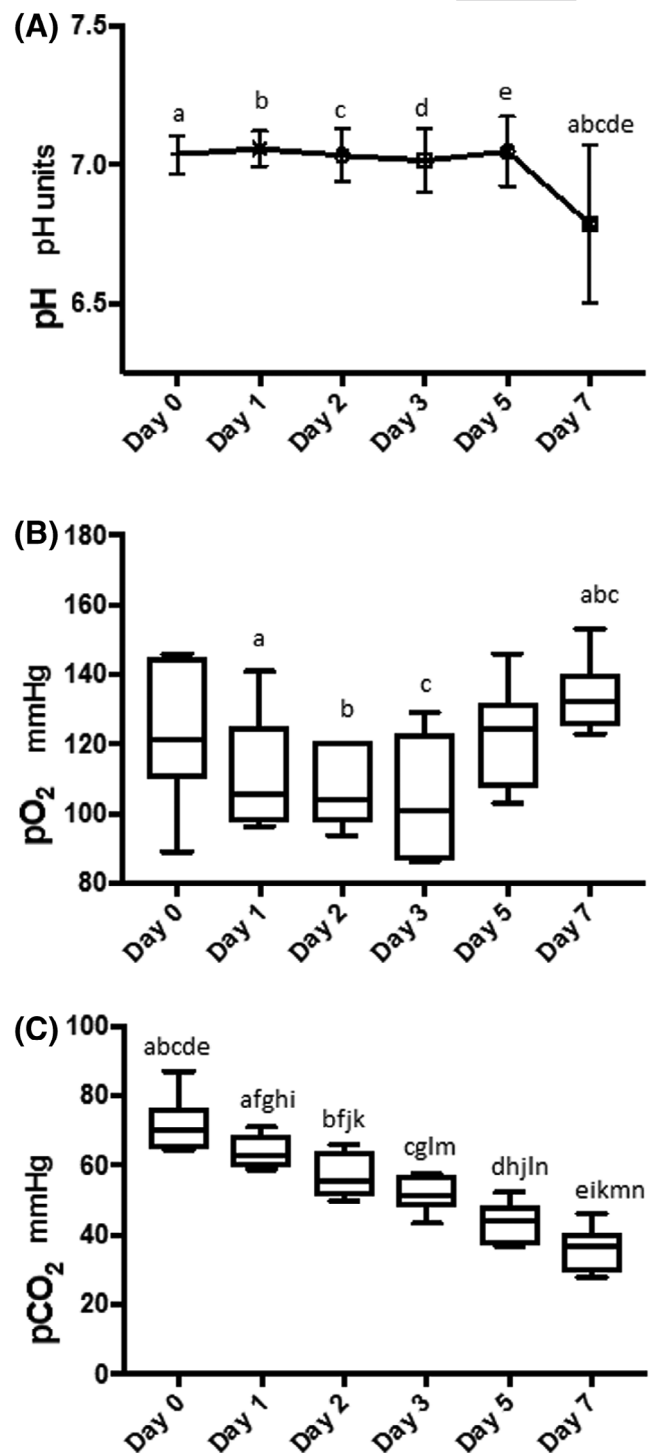 (A)
7.5
7.0
6.5
pH pH units
a
b
c
d
e
abcde
Day 0
Day 1
Day 2
Day 3
Day 5
Day 7
(B)
180
160
140
120
100
80
pO2 mmHg
a
b
c
abc
Day 0
Day 1
Day 2
Day 3
Day 5
Day 7
(C)
100
80
60
40
20
0
pCO2 mmHg
abcde
afghi
bfjk
cglm
dhjln
eikmn
Day 0
Day 1
Day 2
Day 3
Day 5
Day 7